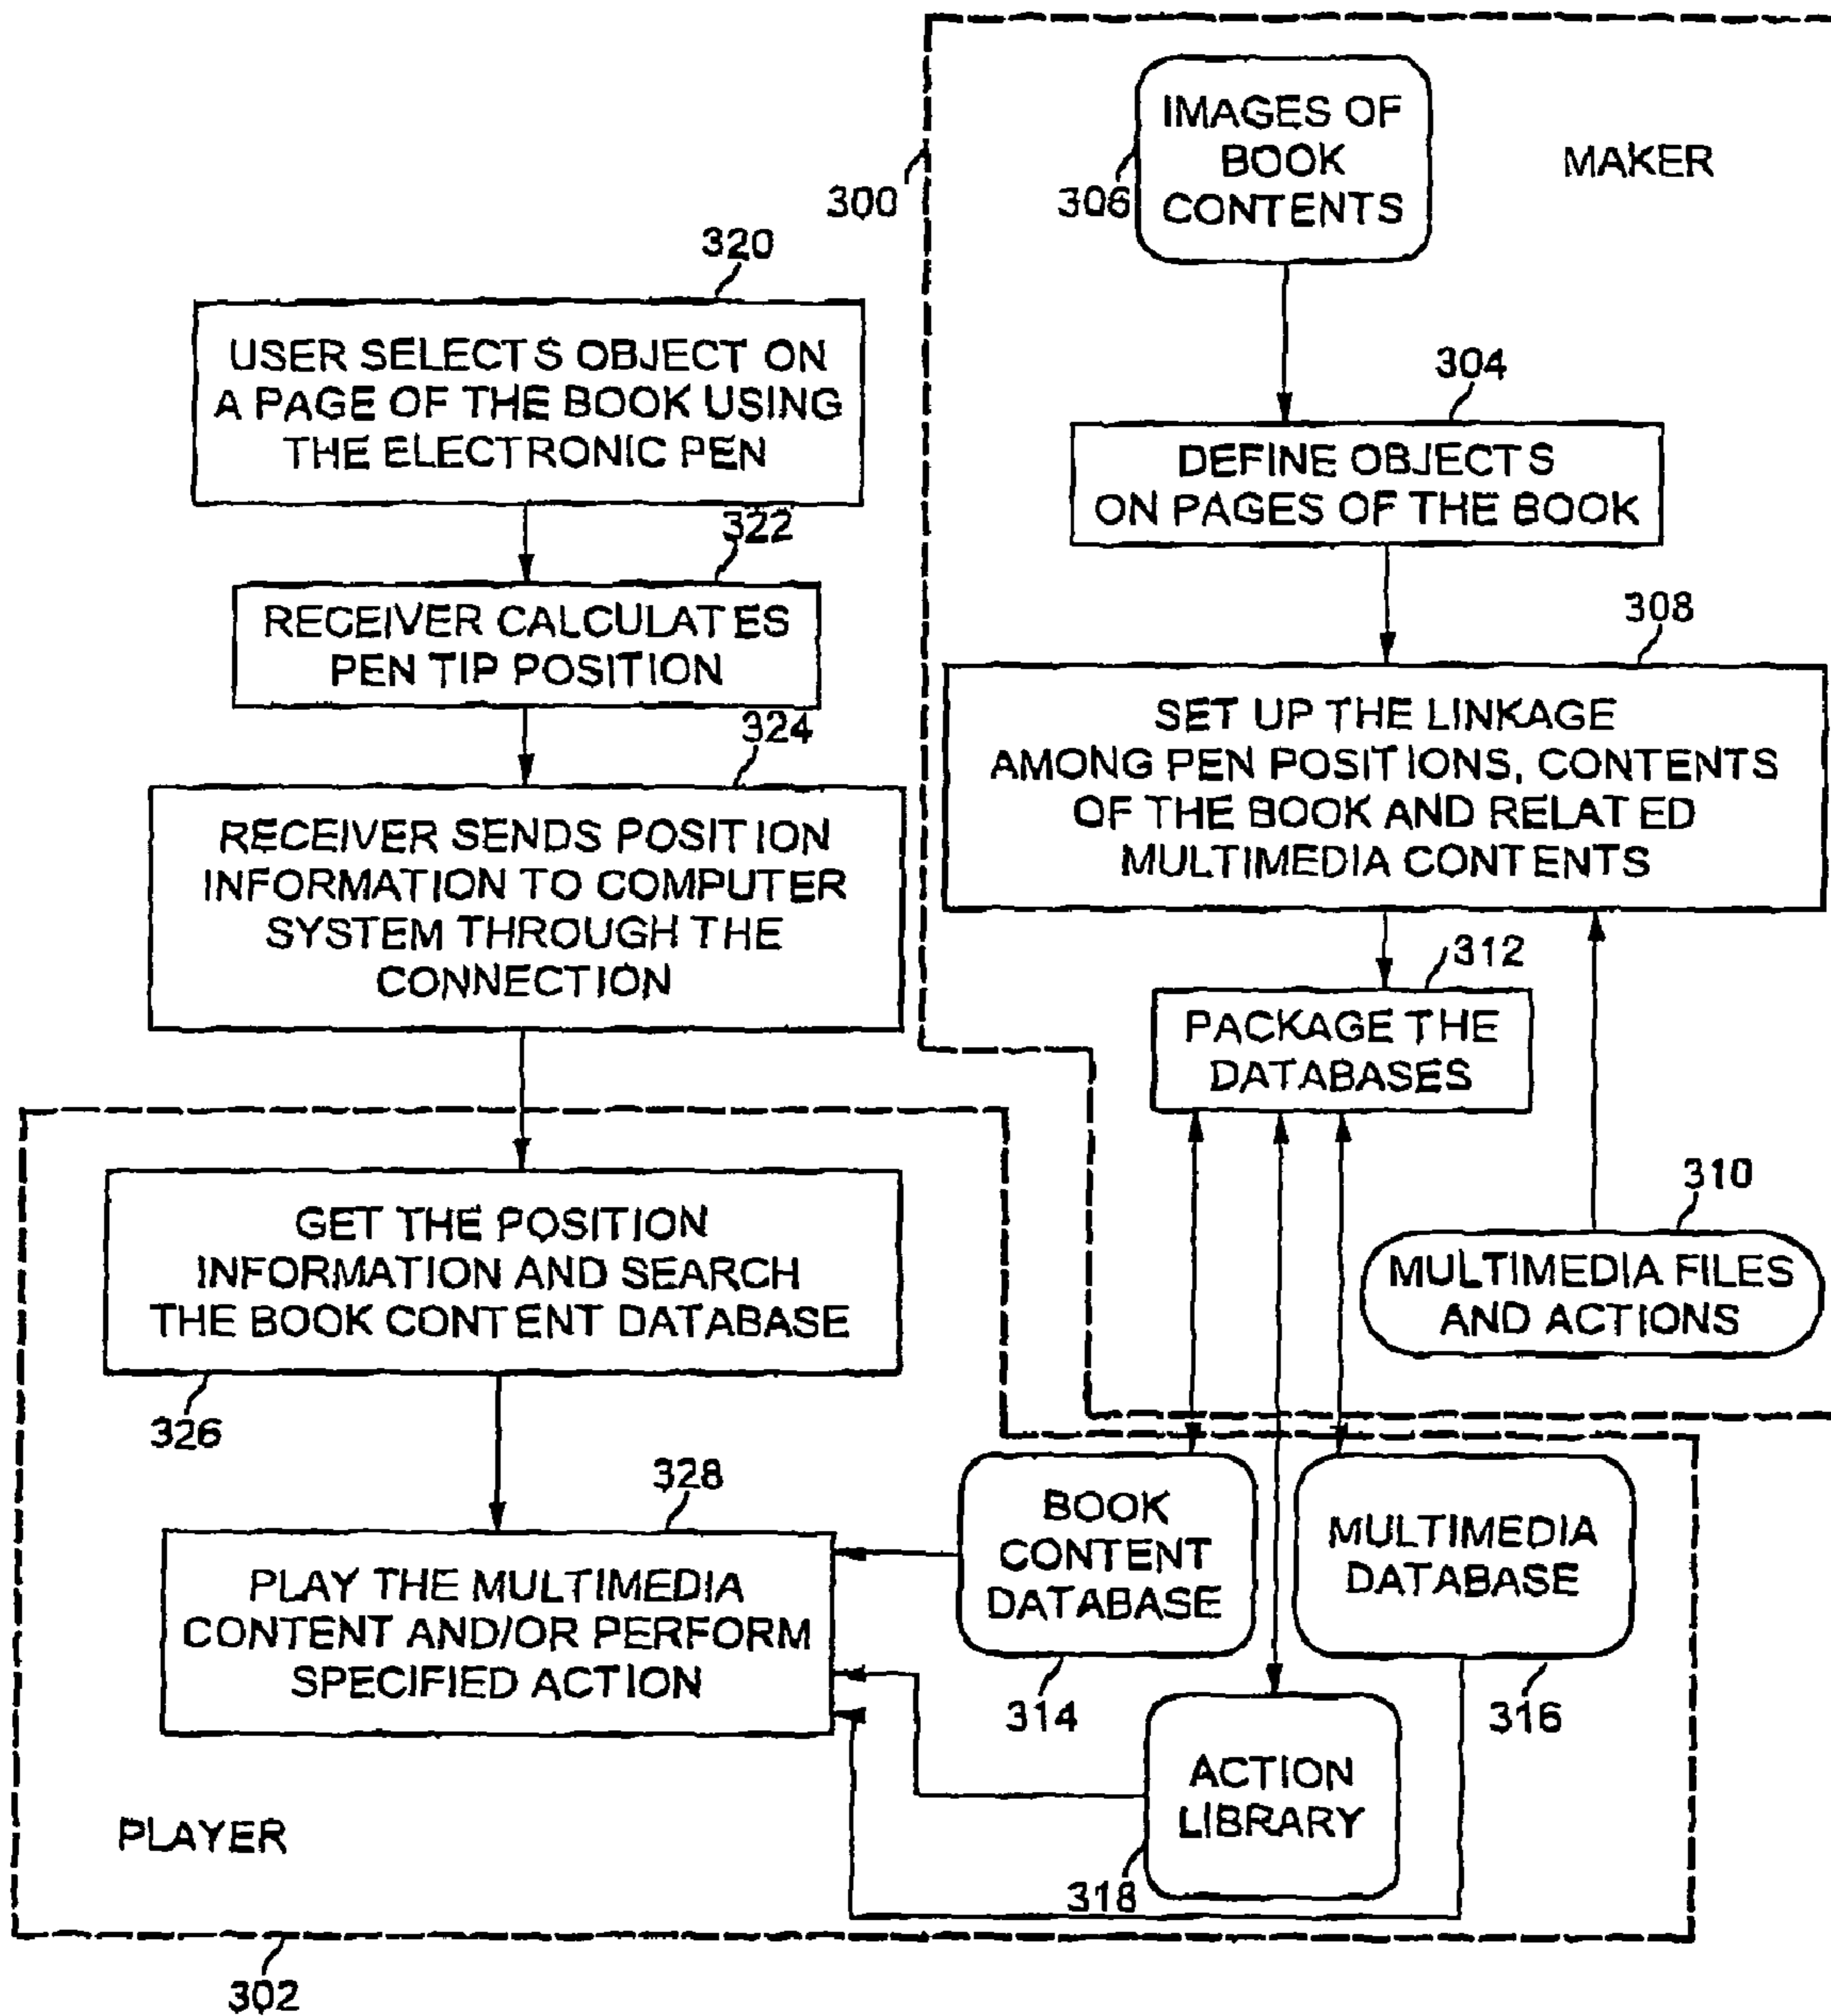 IMAGES OF
BOOK
CONTENTS
306
MAKER
300
320
USER SELECTS OBJECT ON
A PAGE OF THE BOOK USING
THE ELECTRONIC PEN
304
DEFINE OBJECTS
ON PAGES OF THE BOOK
322
RECEIVER CALCULATES
PEN TIP POSITION
308
SET UP THE LINKAGE
AMONG PEN POSITIONS, CONTENTS
OF THE BOOK AND RELATED
MULTIMEDIA CONTENTS
324
RECEIVER SENDS POSITION
INFORMATION TO COMPUTER
SYSTEM THROUGH THE
CONNECTION
312
PACKAGE THE
DATABASES
310
MULTIMEDIA FILES
AND ACTIONS
GET THE POSITION
INFORMATION AND SEARCH
THE BOOK CONTENT DATABASE
326
328
PLAY THE MULTIMEDIA
CONTENT AND/OR PERFORM
SPECIFIED ACTION
BOOK
CONTENT
DATABASE
314
MULTIMEDIA
DATABASE
316
ACTION
LIBRARY
318
PLAYER
302